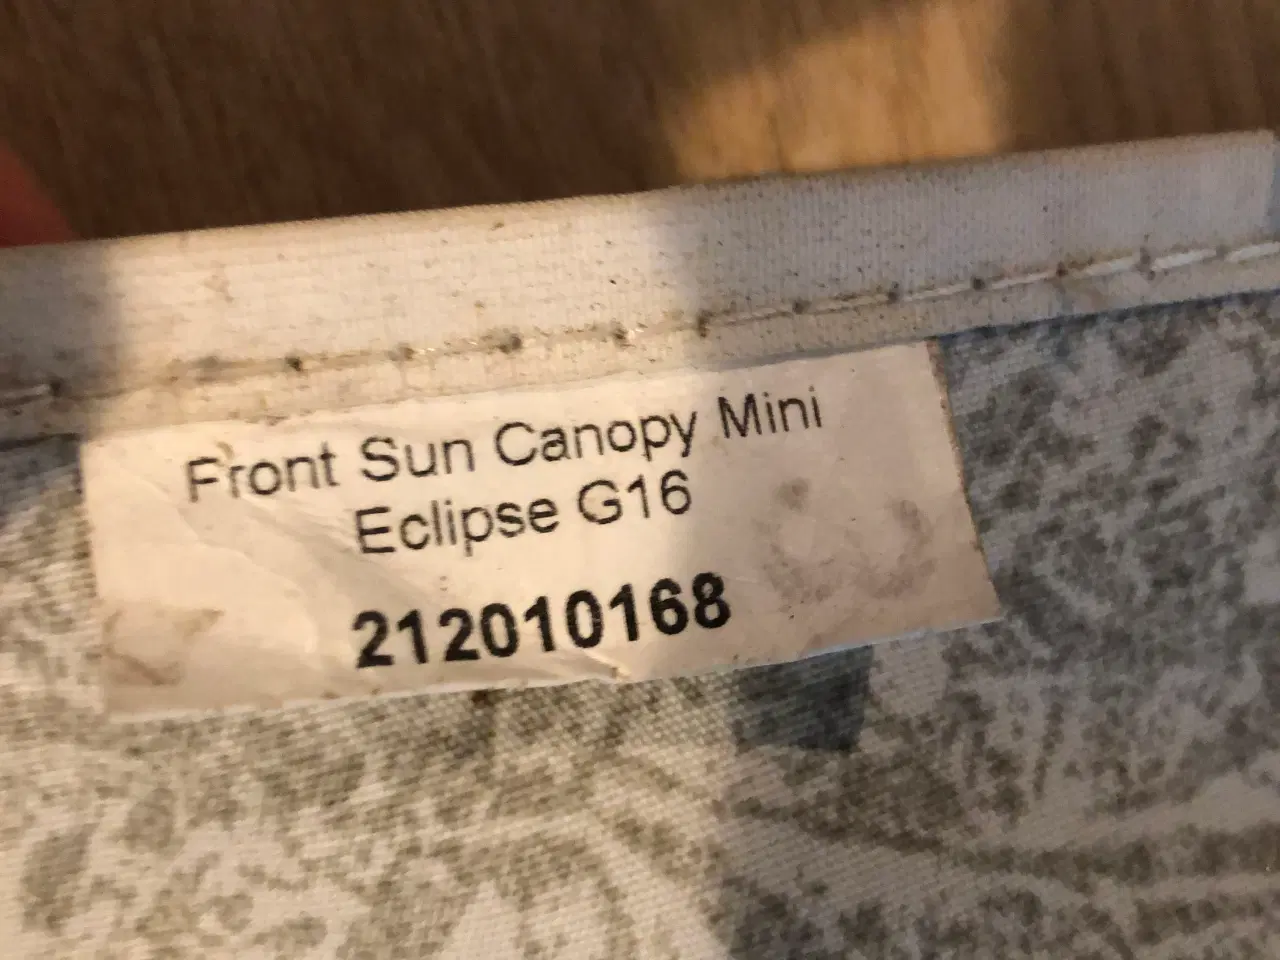 Front Sun Canopy Mini
Eclipse G16
212010168